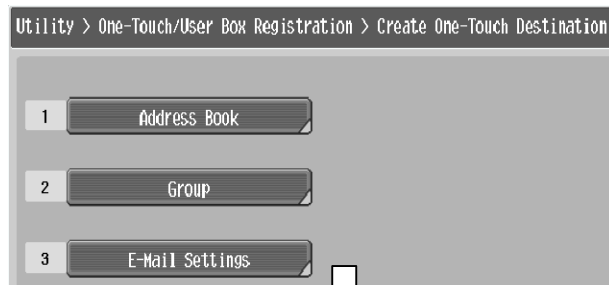 Utility > One-Touch/User Box Registration > Create One-Touch Destination
1 Address Book
2 Group
3 E-Mail Settings